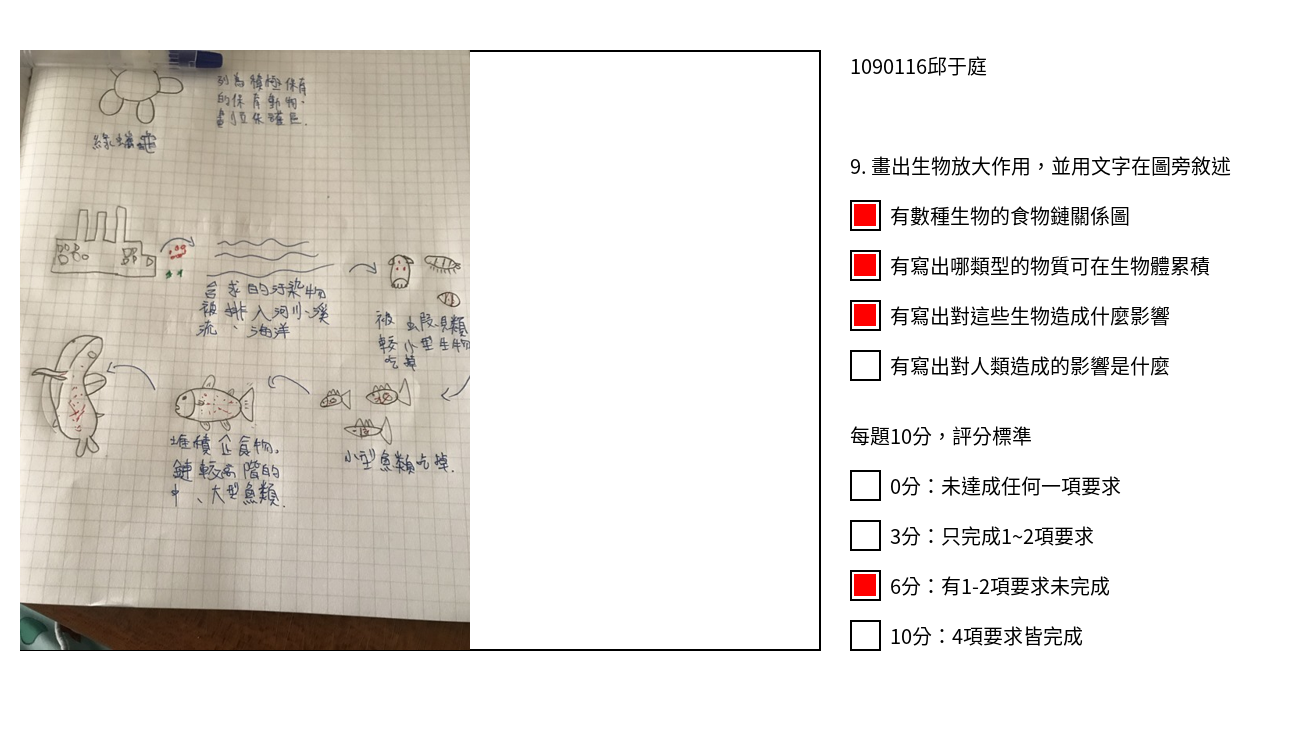 列為積極保育
的保育動物.
劃設保護區.
綠蠵龜
含汞的汙染物
被排入河川、溪
流、海洋
被蝦貝類
較小型生物
吃掉
堆積在食物
鏈較高階的
中、大型魚類.
小型魚類吃掉.
1090116邱于庭
9. 畫出生物放大作用，並用文字在圖旁敘述
有數種生物的食物鏈關係圖
有寫出哪類型的物質可在生物體累積
有寫出對這些生物造成什麼影響
有寫出對人類造成的影響是什麼
每題10分，評分標準
0分：未達成任何一項要求
3分：只完成1~2項要求
6分：有1-2項要求未完成
10分：4項要求皆完成